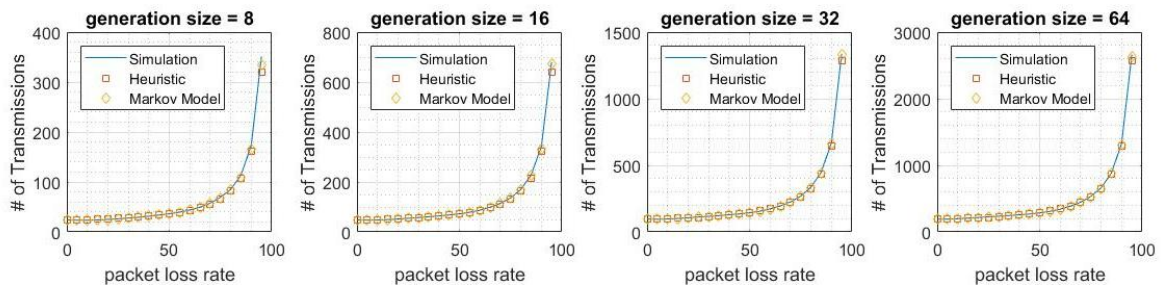 generation size = 8
400
300
200
100
0
# of Transmissions
Simulation
Heuristic
Markov Model
0 50 100
packet loss rate
generation size = 16
800
600
400
200
0
# of Transmissions
Simulation
Heuristic
Markov Model
0 50 100
packet loss rate
generation size = 32
1500
1000
500
0
# of Transmissions
Simulation
Heuristic
Markov Model
0 50 100
packet loss rate
generation size = 64
3000
2000
1000
0
# of Transmissions
Simulation
Heuristic
Markov Model
0 50 100
packet loss rate